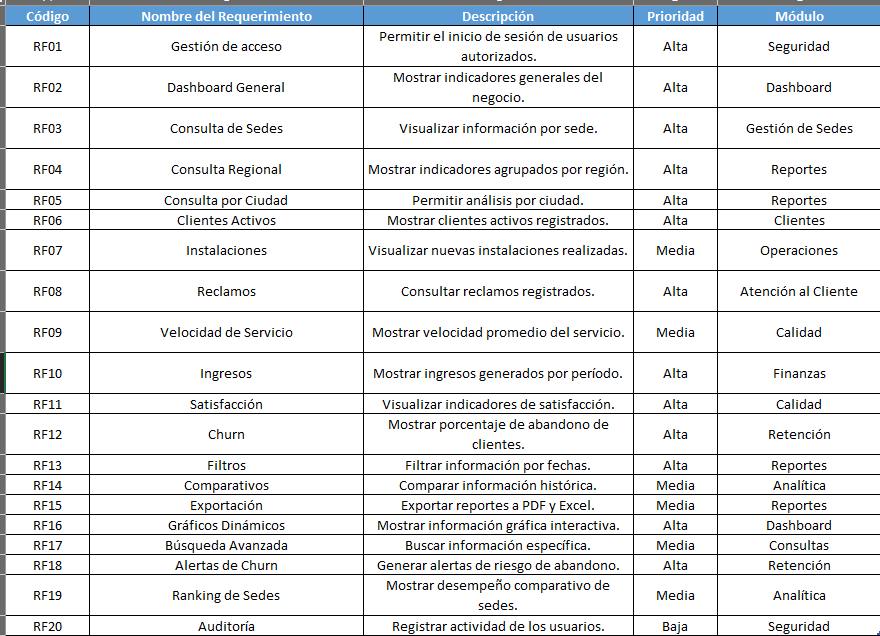 Código Nombre del Requerimiento Descripción Prioridad Módulo
RF01 Gestión de acceso Permitir el inicio de sesión de usuarios autorizados. Alta Seguridad
RF02 Dashboard General Mostrar indicadores generales del negocio. Alta Dashboard
RF03 Consulta de Sedes Visualizar información por sede. Alta Gestión de Sedes
RF04 Consulta Regional Mostrar indicadores agrupados por región. Alta Reportes
RF05 Consulta por Ciudad Permitir análisis por ciudad. Alta Reportes
RF06 Clientes Activos Mostrar clientes activos registrados. Alta Clientes
RF07 Instalaciones Visualizar nuevas instalaciones realizadas. Media Operaciones
RF08 Reclamos Consultar reclamos registrados. Alta Atención al Cliente
RF09 Velocidad de Servicio Mostrar velocidad promedio del servicio. Media Calidad
RF10 Ingresos Mostrar ingresos generados por período. Alta Finanzas
RF11 Satisfacción Visualizar indicadores de satisfacción. Alta Calidad
RF12 Churn Mostrar porcentaje de abandono de clientes. Alta Retención
RF13 Filtros Filtrar información por fechas. Alta Reportes
RF14 Comparativos Comparar información histórica. Media Analítica
RF15 Exportación Exportar reportes a PDF y Excel. Media Reportes
RF16 Gráficos Dinámicos Mostrar información gráfica interactiva. Alta Dashboard
RF17 Búsqueda Avanzada Buscar información específica. Media Consultas
RF18 Alertas de Churn Generar alertas de riesgo de abandono. Alta Retención
RF19 Ranking de Sedes Mostrar desempeño comparativo de sedes. Media Analítica
RF20 Auditoría Registrar actividad de los usuarios. Baja Seguridad